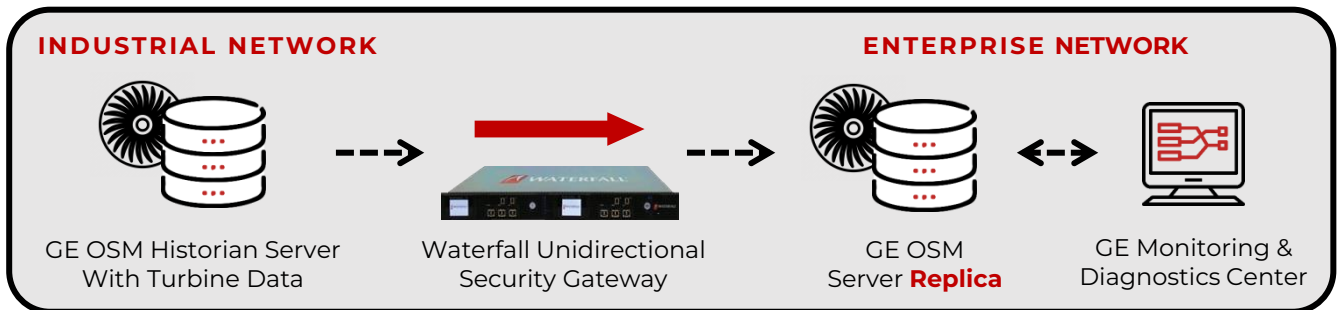 INDUSTRIAL NETWORK
ENTERPRISE NETWORK
WATERFALL
GE OSM Historian Server
With Turbine Data
Waterfall Unidirectional
Security Gateway
GE OSM
Server Replica
GE Monitoring &
Diagnostics Center